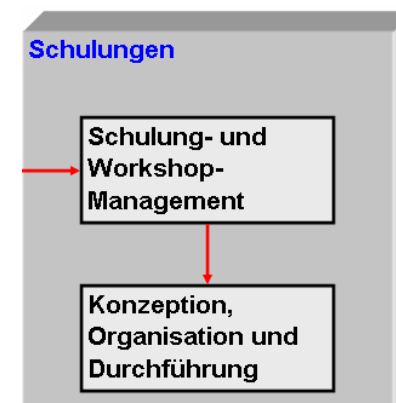 Schulungen
Schulung- und
Workshop-
Management
Konzeption,
Organisation und
Durchführung